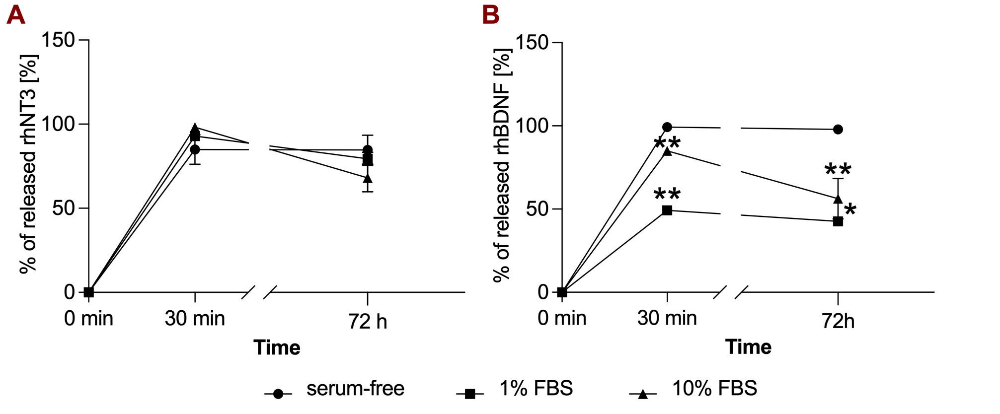 A
% of released rhNT3 [%]
150
100
50
0
0 min
30 min
72 h
Time
B
% of released rhBDNF [%]
150
100
50
0
**
**
**
*
0 min
30 min
72h
Time
serum-free
1% FBS
10% FBS